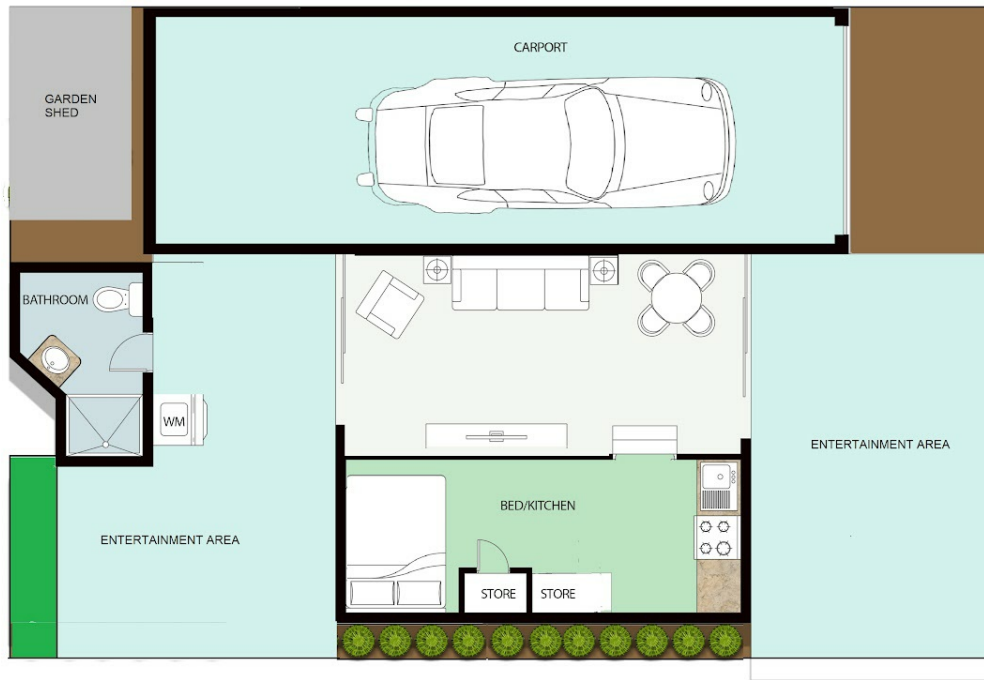 CARPORT
GARDEN
SHED
BATHROOM
WM
ENTERTAINMENT AREA
BED/KITCHEN
ENTERTAINMENT AREA
STORE
STORE